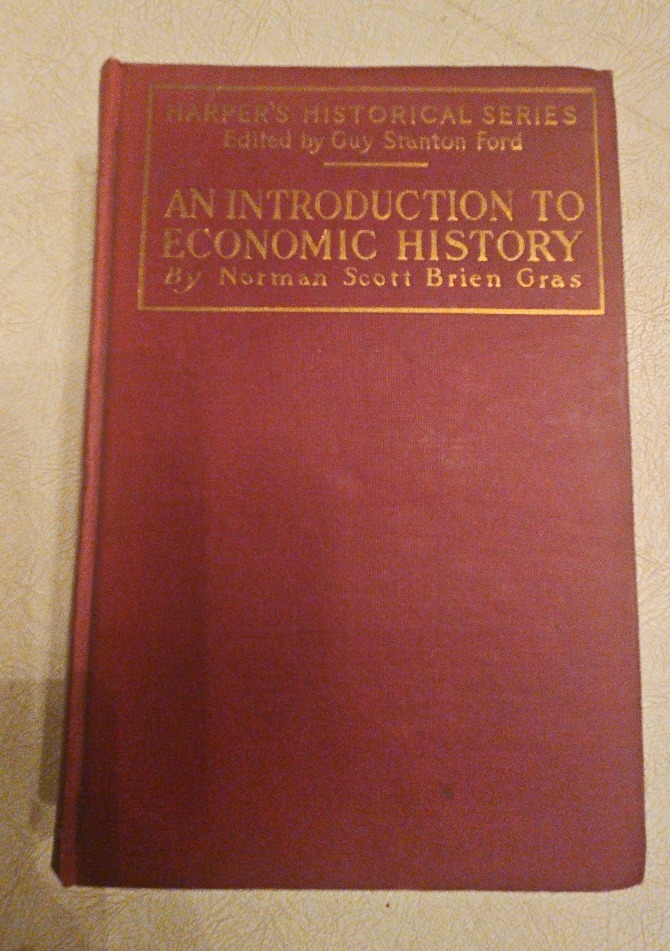 HARPER'S HISTORICAL SERIES
Edited by Guy Stanton Ford
AN INTRODUCTION TO
ECONOMIC HISTORY
By Norman Scott Brien Gras